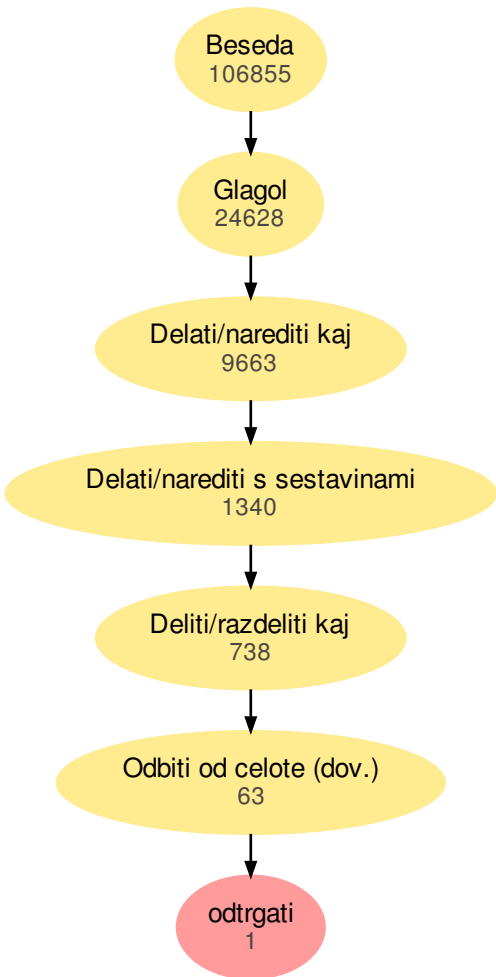 Beseda
106855
Glagol
24628
Delati/narediti kaj
9663
Delati/narediti s sestavinami
1340
Deliti/razdeliti kaj
738
Odbiti od celote (dov.)
63
odtrgati
1